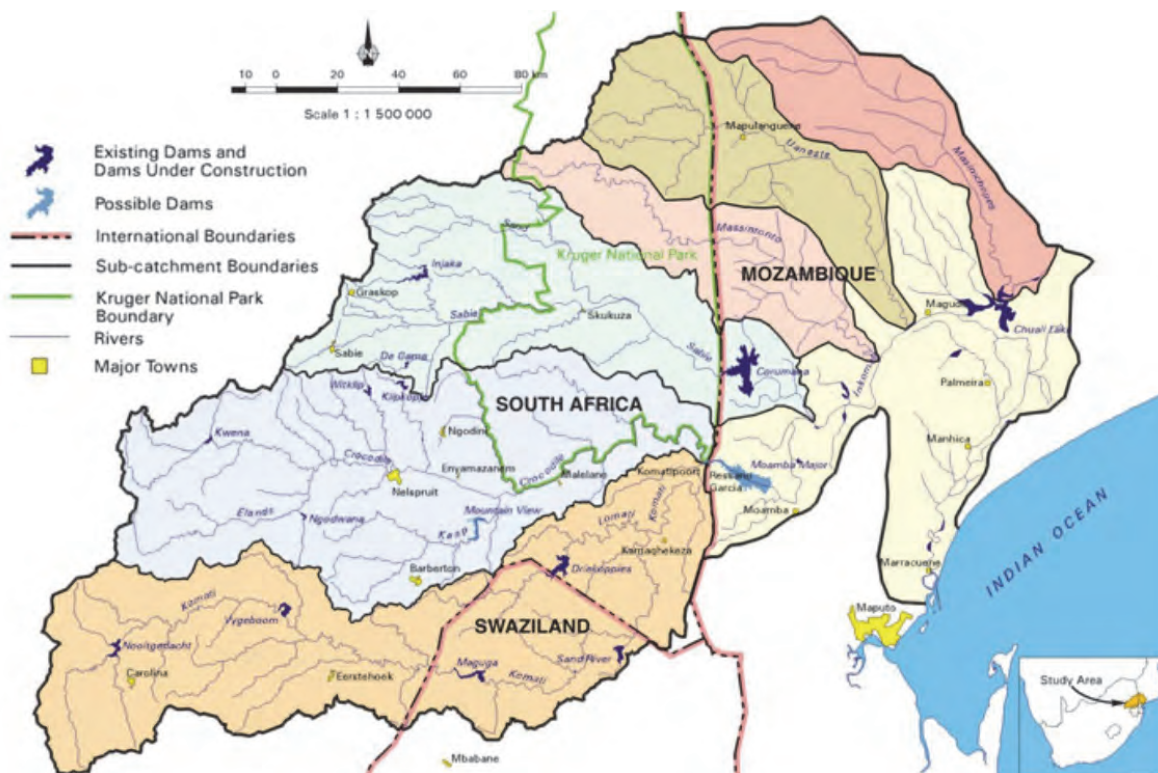 N
10 0 20 40 60 80 km
Scale 1 : 1 500 000
Existing Dams and
Dams Under Construction
Possible Dams
International Boundaries
Sub-catchment Boundaries
Kruger National Park
Boundary
Rivers
Major Towns
Mapulanguene
Uaneste
Massinchopes
Sand
Massintonto
Kruger National Park
MOZAMBIQUE
Injaka
Graskop
Sabie
Skukuza
Sabie
Sabie
De Gama
Corumana
Inkomati
Magude
Chuali Lake
Palmeira
Manhica
Witklip
Klipkopje
SOUTH AFRICA
Kwena
Ngodini
Crocodile
Enyamazanem
Crocodile
Malelane
Komatipoort
Ressano
Garcia
Moamba Major
Moamba
Nelspruit
Elands
Ngodwana
Mountain View
Kaap
Lomati
Komati
Kamaqhekeza
Barberton
Driekoppies
Marracuene
Maputo
INDIAN OCEAN
Komati
Vygeboom
SWAZILAND
Nooitgedacht
Carolina
Eerstehoek
Maguga
Komati
Sand River
Mbabane
Study Area